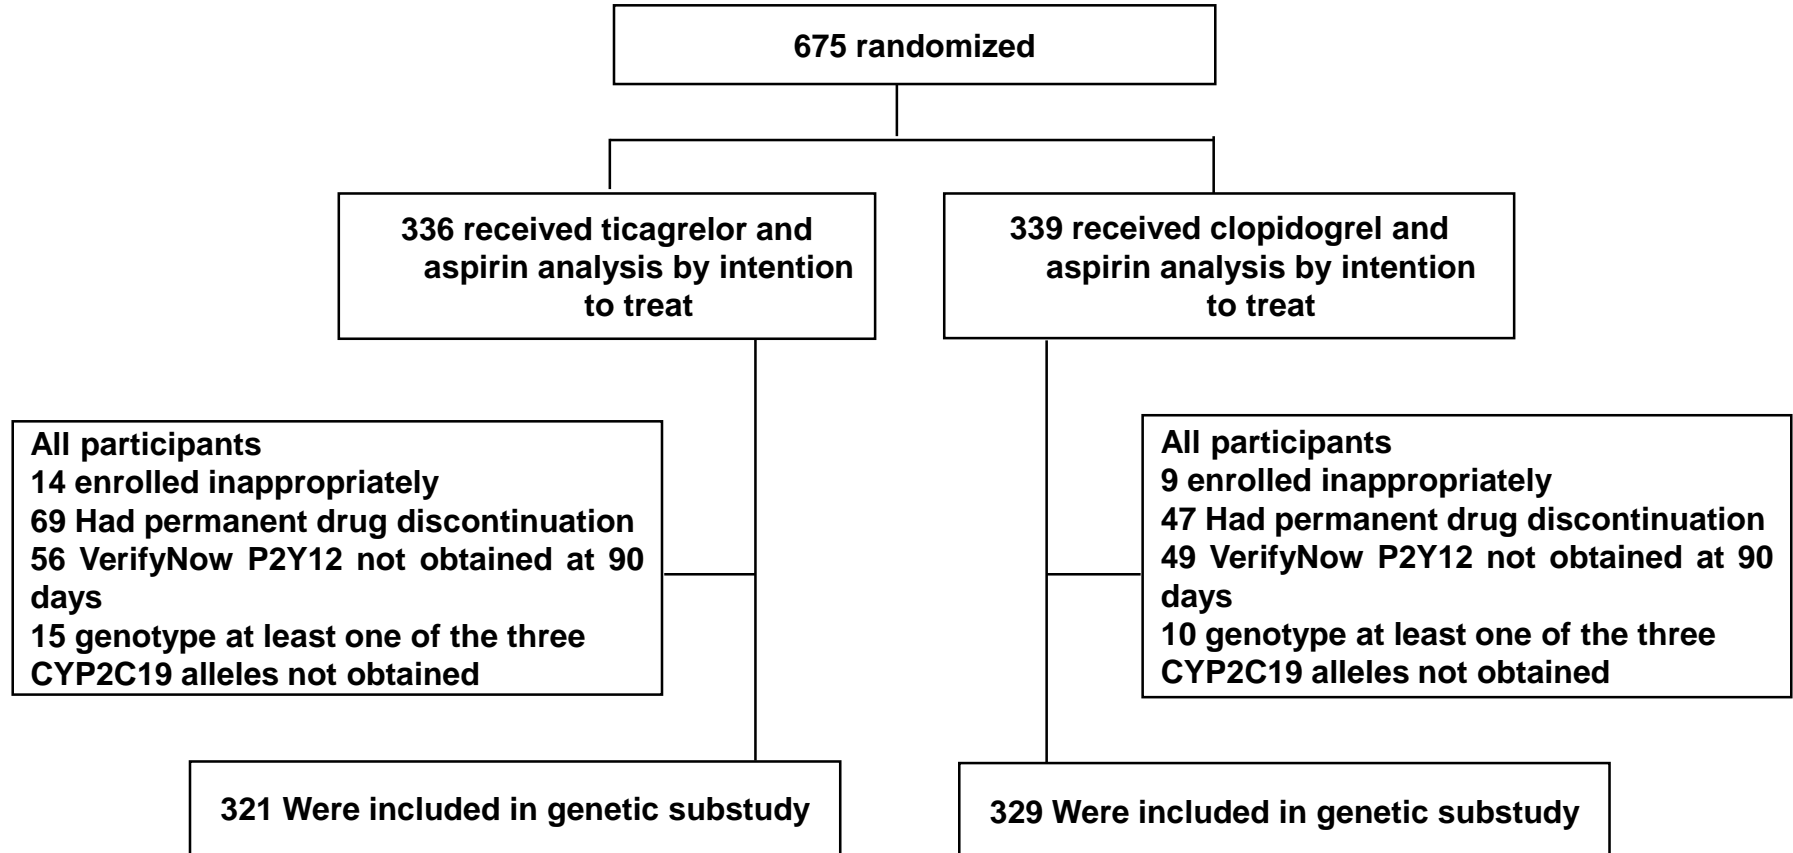 675 randomized
336 received ticagrelor and
aspirin analysis by intention
to treat
339 received clopidogrel and
aspirin analysis by intention
to treat
All participants
14 enrolled inappropriately
69 Had permanent drug discontinuation
56 VerifyNow P2Y12 not obtained at 90
days
15 genotype at least one of the three
CYP2C19 alleles not obtained
All participants
9 enrolled inappropriately
47 Had permanent drug discontinuation
49 VerifyNow P2Y12 not obtained at 90
days
10 genotype at least one of the three
CYP2C19 alleles not obtained
321 Were included in genetic substudy
329 Were included in genetic substudy